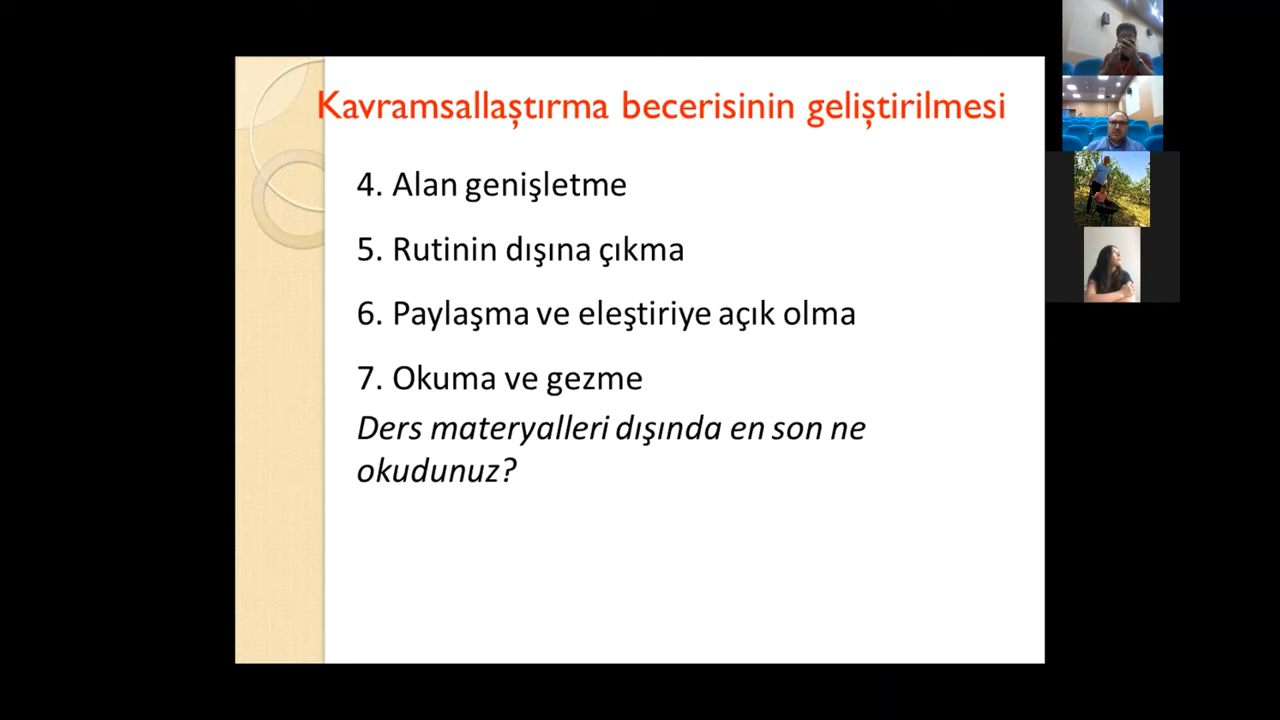 Kavramsallaştırma becerisinin geliştirilmesi
4. Alan genişletme
5. Rutinin dışına çıkma
6. Paylaşma ve eleştiriye açık olma
7. Okuma ve gezme
Ders materyalleri dışında en son ne
okudunuz?